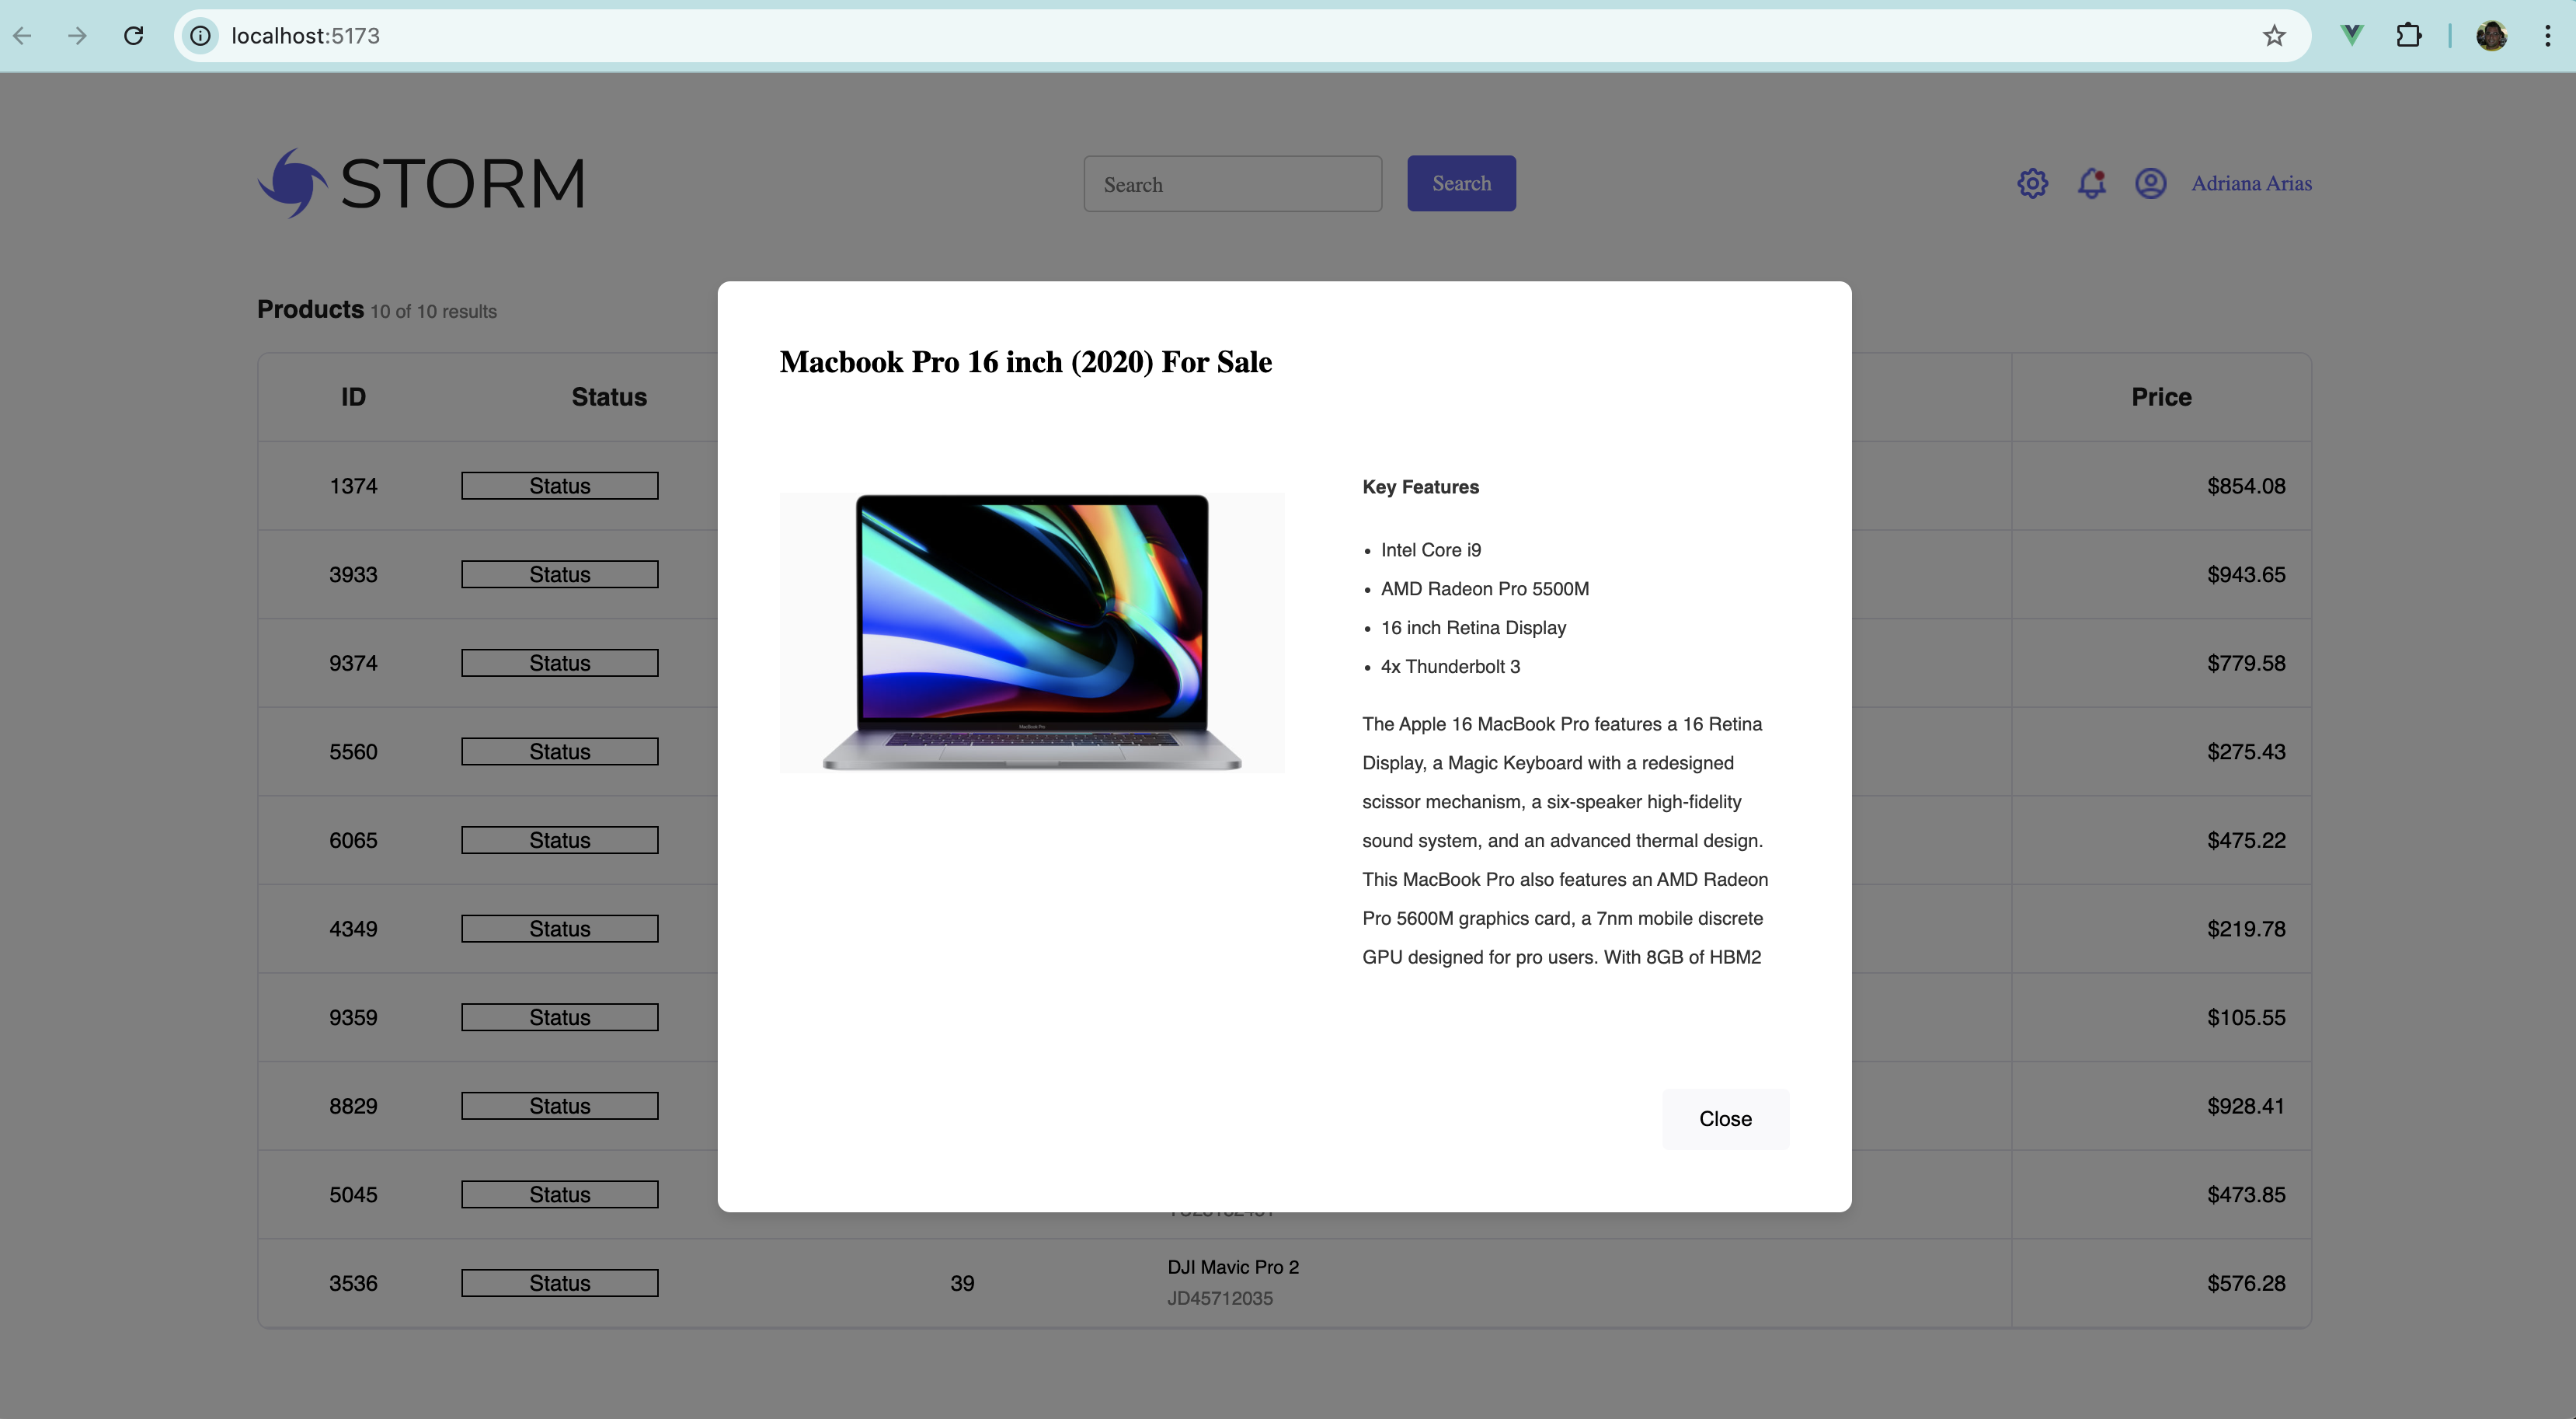 localhost:5173
STORM
Search
Search
Adriana Arias
Products 10 of 10 results
ID Status Price
1374 Status $854.08
3933 Status $943.65
9374 Status $779.58
5560 Status $275.43
6065 Status $475.22
4349 Status $219.78
9359 Status $105.55
8829 Status $928.41
5045 Status $473.85
3536 Status 39 DJI Mavic Pro 2 $576.28
JD45712035
Macbook Pro 16 inch (2020) For Sale
MacBook Pro
Key Features
• Intel Core i9
• AMD Radeon Pro 5500M
• 16 inch Retina Display
• 4x Thunderbolt 3
The Apple 16 MacBook Pro features a 16 Retina
Display, a Magic Keyboard with a redesigned
scissor mechanism, a six-speaker high-fidelity
sound system, and an advanced thermal design.
This MacBook Pro also features an AMD Radeon
Pro 5600M graphics card, a 7nm mobile discrete
GPU designed for pro users. With 8GB of HBM2
Close